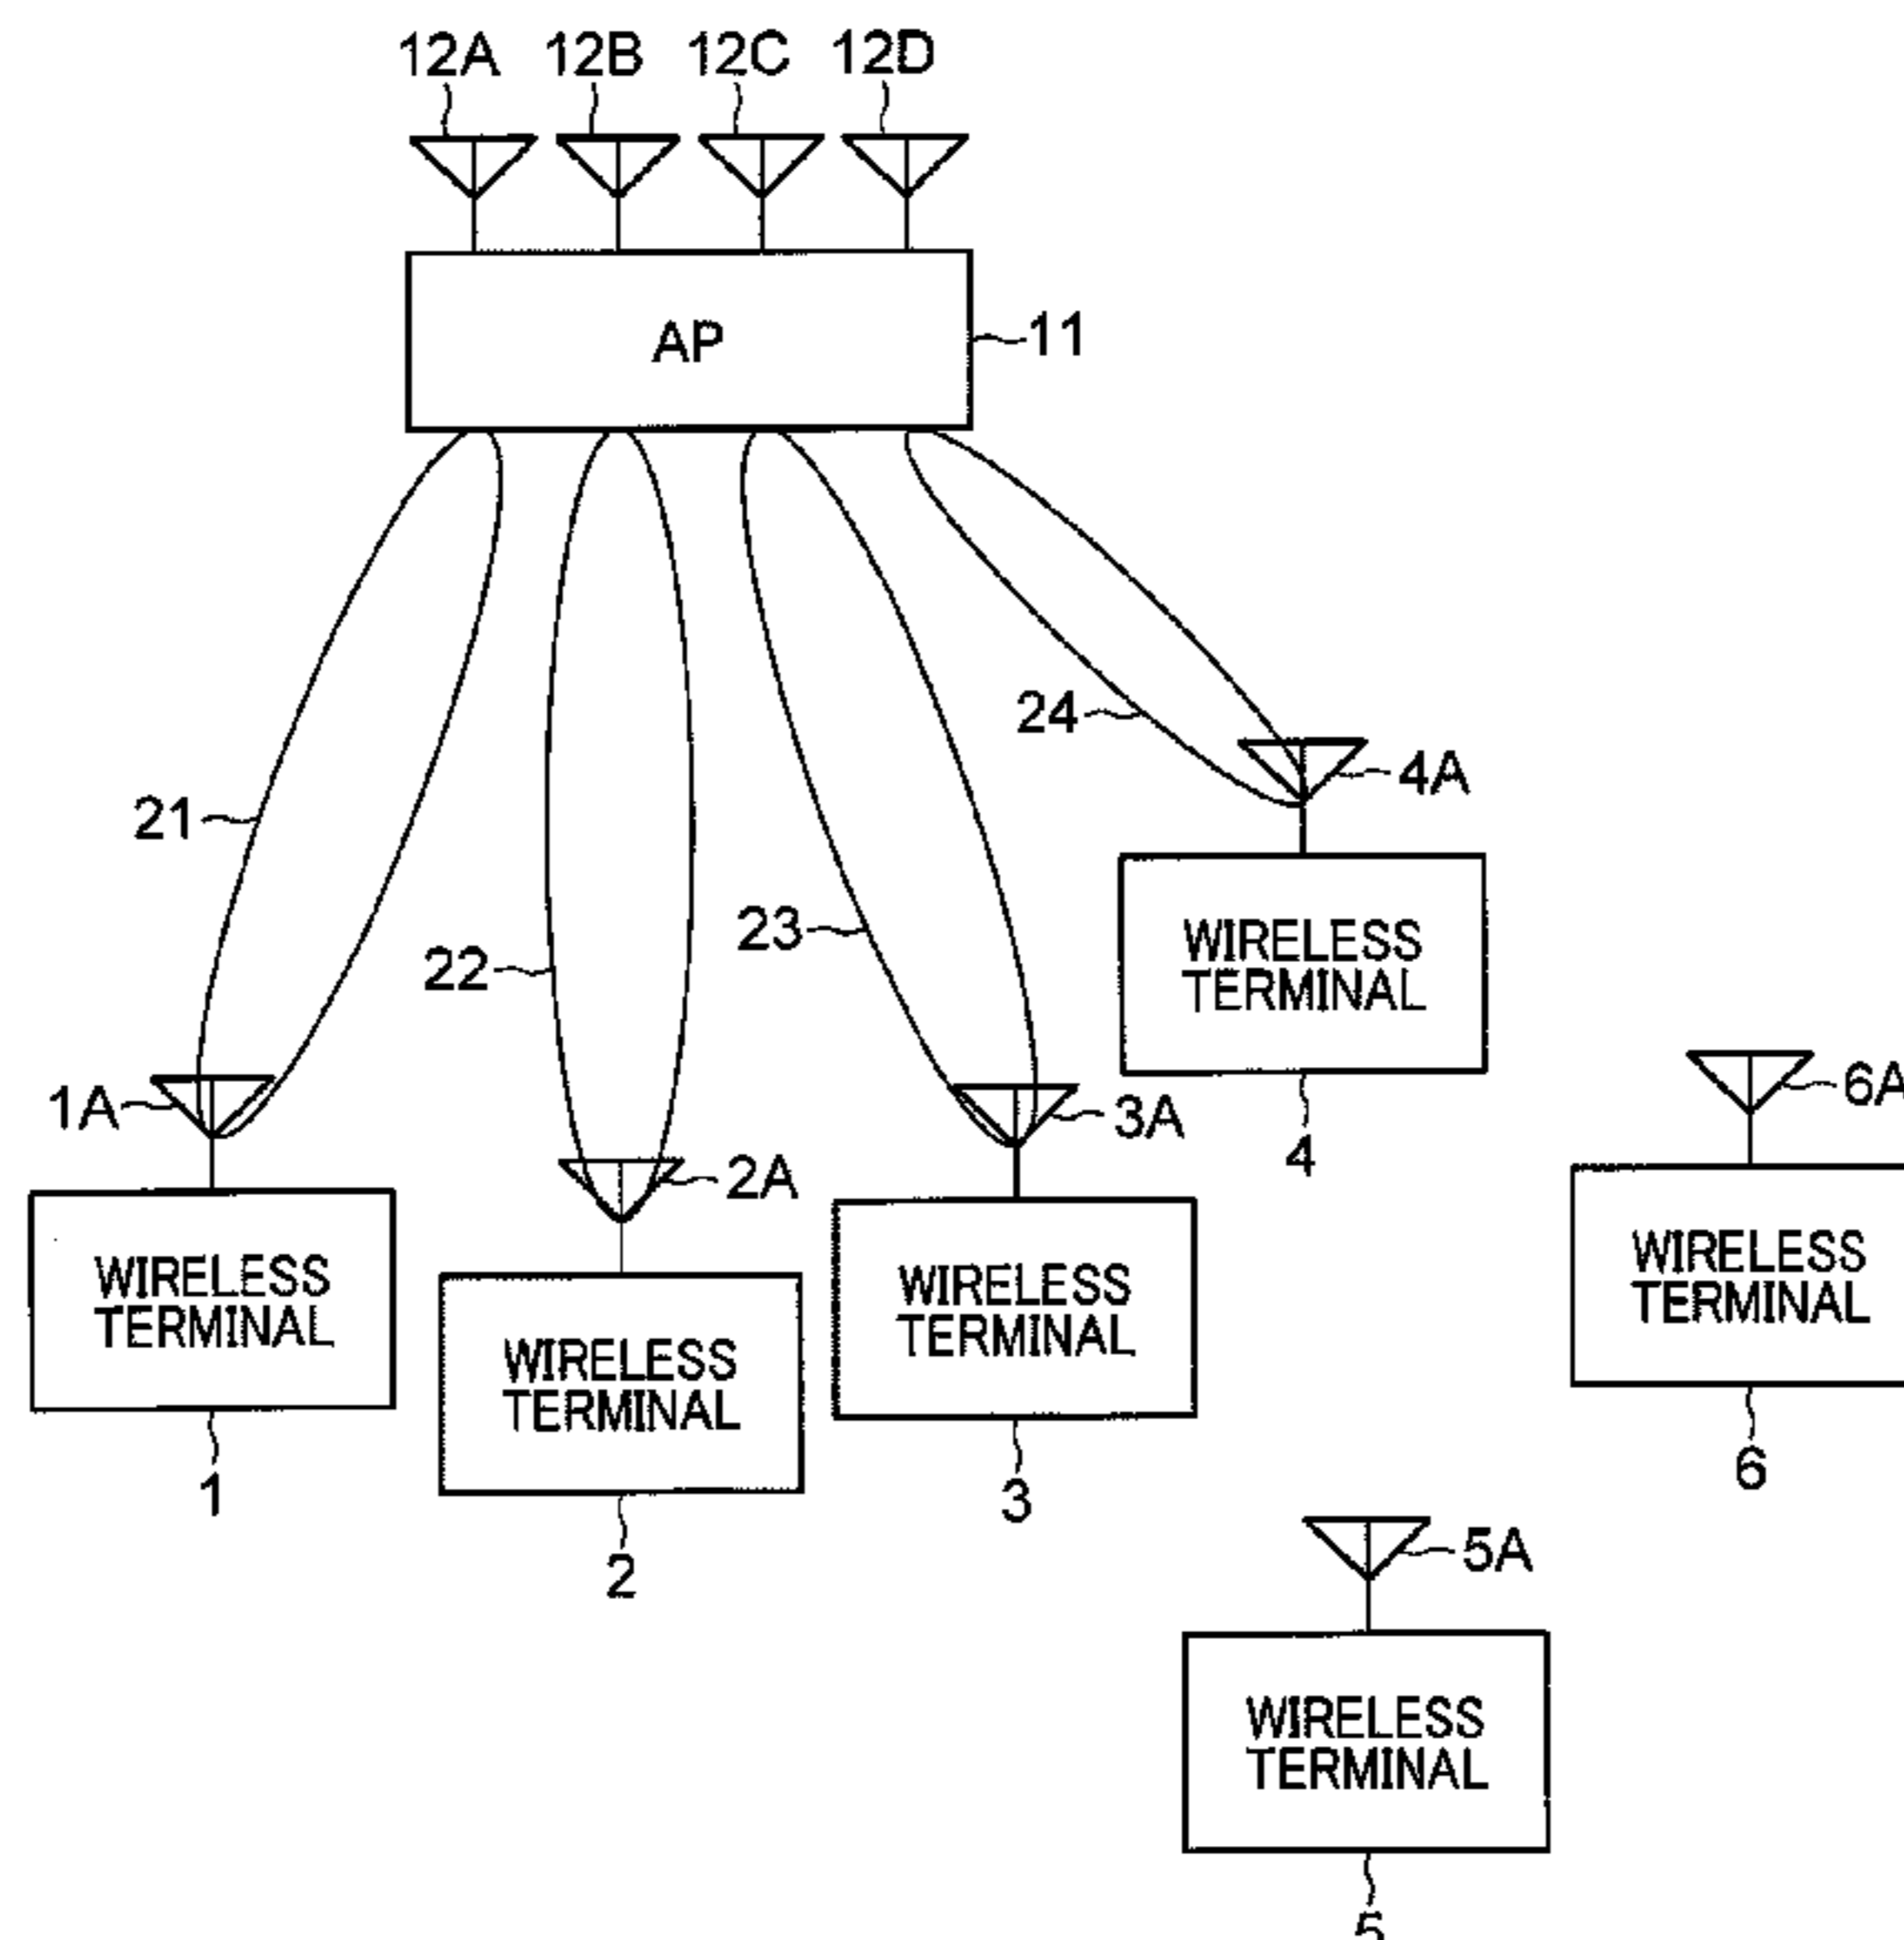 12A 12B 12C 12D
AP
11
24
4A
21
23
22
WIRELESS
TERMINAL
1A
3A
6A
4
2A
WIRELESS
TERMINAL
WIRELESS
TERMINAL
WIRELESS
TERMINAL
WIRELESS
TERMINAL
1
3
6
2
5A
WIRELESS
TERMINAL
5